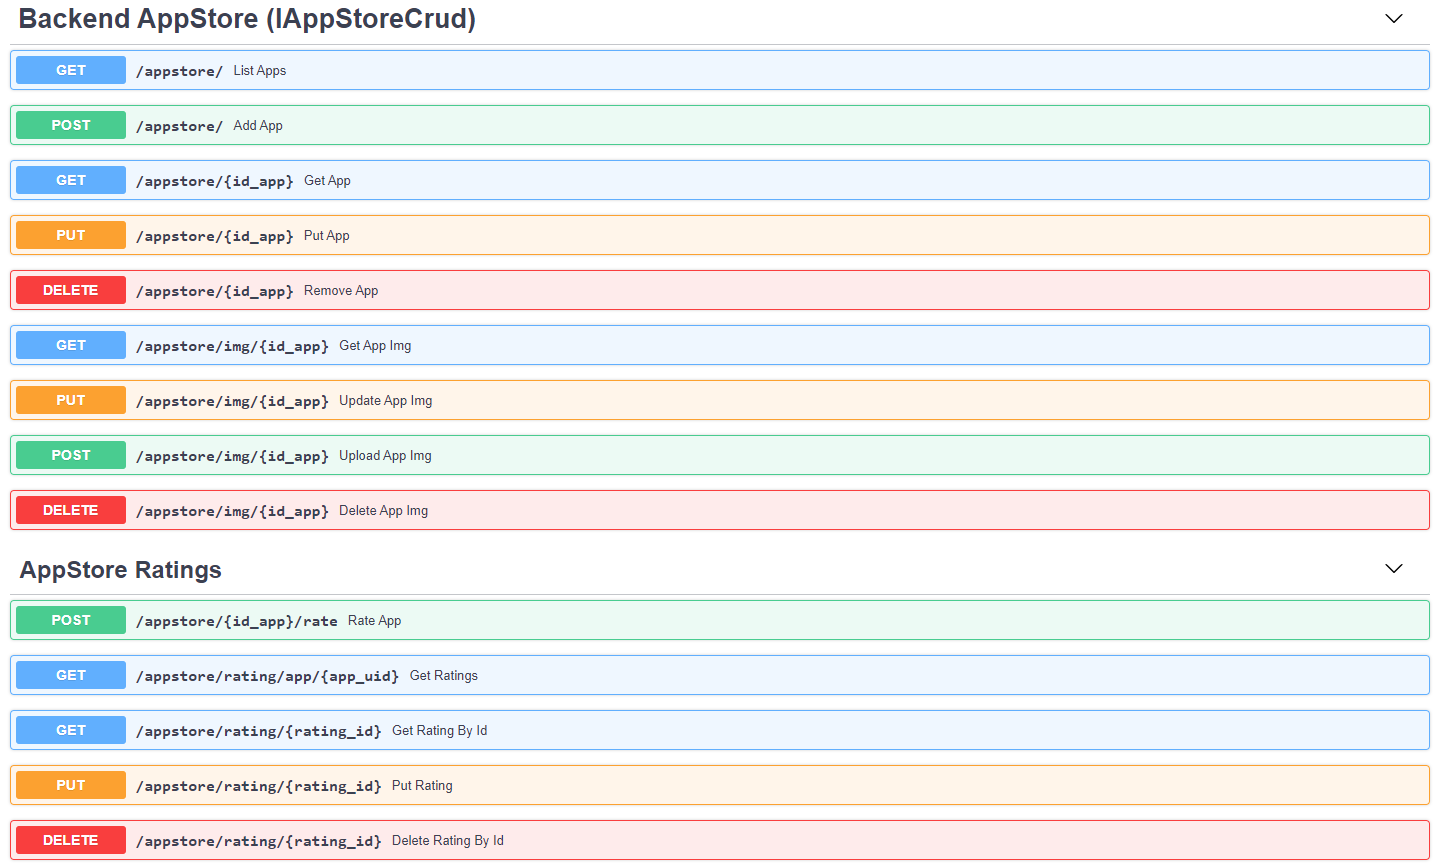 Backend AppStore (IAppStoreCrud)
GET /appstore/ List Apps
POST /appstore/ Add App
GET /appstore/{id_app} Get App
PUT /appstore/{id_app} Put App
DELETE /appstore/{id_app} Remove App
GET /appstore/img/{id_app} Get App Img
PUT /appstore/img/{id_app} Update App Img
POST /appstore/img/{id_app} Upload App Img
DELETE /appstore/img/{id_app} Delete App Img
AppStore Ratings
POST /appstore/{id_app}/rate Rate App
GET /appstore/rating/app/{app_uid} Get Ratings
GET /appstore/rating/{rating_id} Get Rating By Id
PUT /appstore/rating/{rating_id} Put Rating
DELETE /appstore/rating/{rating_id} Delete Rating By Id